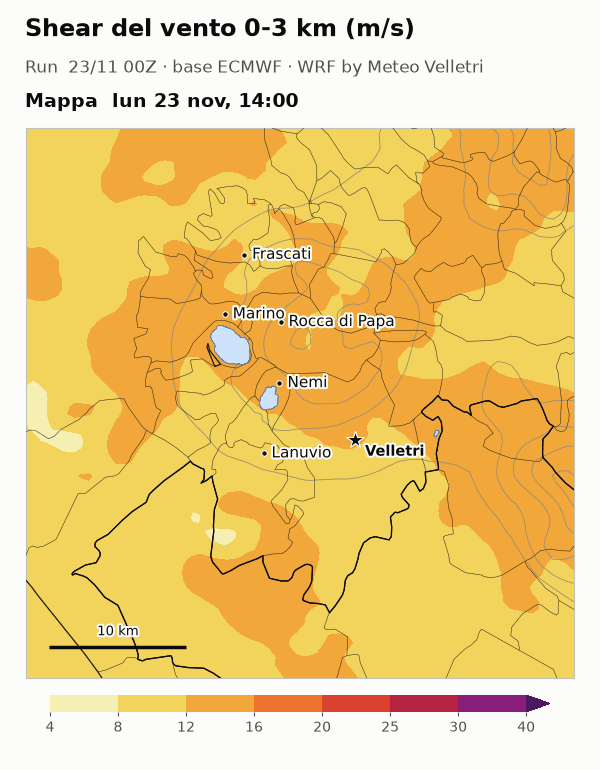 Shear del vento 0-3 km (m/s)
Run  23/11 00Z · base ECMWF · WRF by Meteo Velletri
Mappa  lun 23 nov, 14:00
Frascati
Marino
Rocca di Papa
Nemi
Velletri
Lanuvio
10 km
4 8 12 16 20 25 30 40